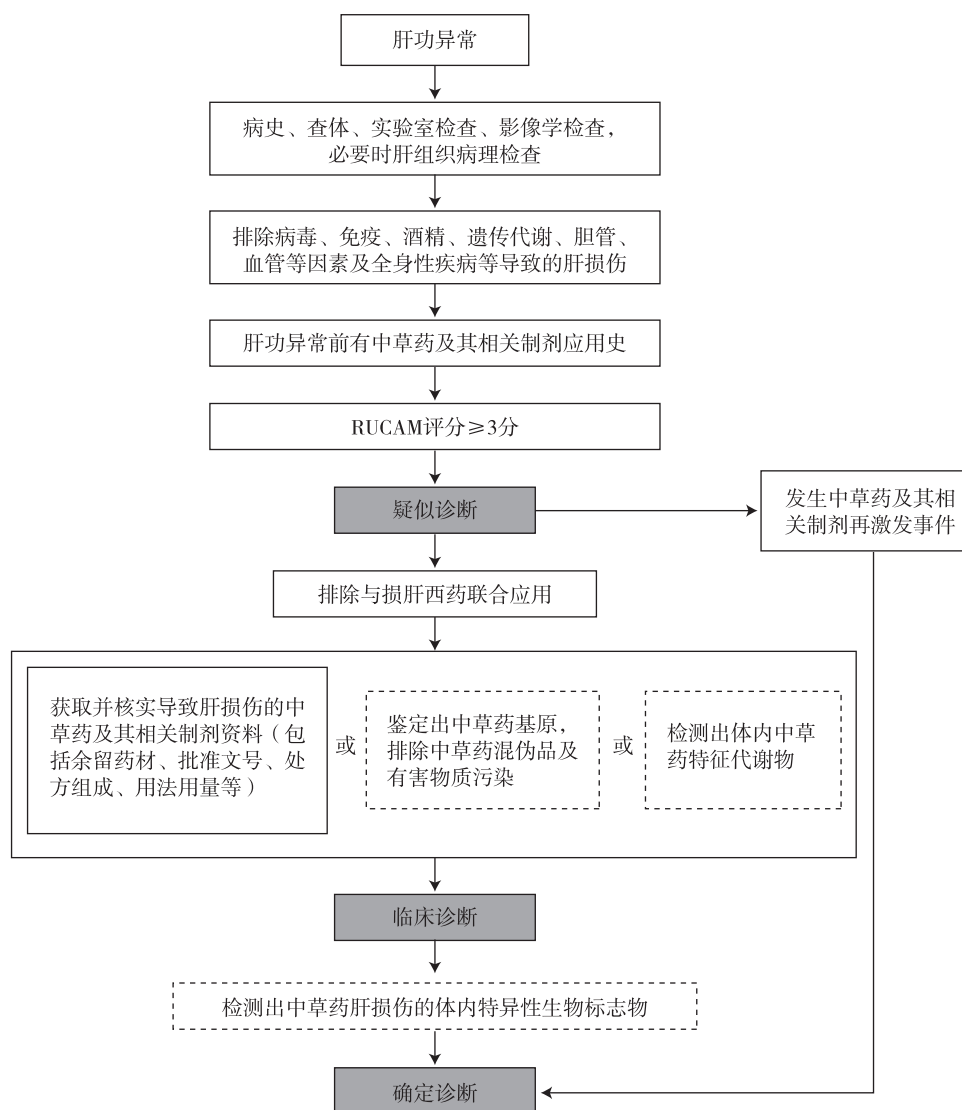 肝功异常
病史、查体、实验室检查、影像学检查，
必要时肝组织病理检查
排除病毒、免疫、酒精、遗传代谢、胆管、
血管等因素及全身性疾病等导致的肝损伤
肝功异常前有中草药及其相关制剂应用史
RUCAM评分≥3分
疑似诊断
发生中草药及其相
关制剂再激发事件
排除与损肝西药联合应用
获取并核实导致肝损伤的中
草药及其相关制剂资料（包
括余留药材、批准文号、处
方组成、用法用量等）
或
鉴定出中草药基原，
排除中草药混伪品及
有害物质污染
或
检测出体内中草
药特征代谢物
临床诊断
检测出中草药肝损伤的体内特异性生物标志物
确定诊断